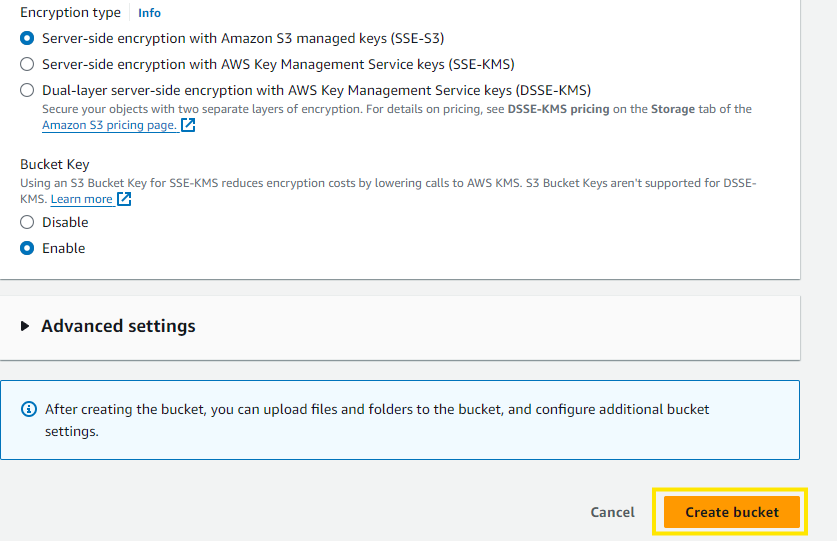 Encryption type Info
Server-side encryption with Amazon S3 managed keys (SSE-S3)
Server-side encryption with AWS Key Management Service keys (SSE-KMS)
Dual-layer server-side encryption with AWS Key Management Service keys (DSSE-KMS)
Secure your objects with two separate layers of encryption. For details on pricing, see DSSE-KMS pricing on the Storage tab of the
Amazon S3 pricing page.
Bucket Key
Using an S3 Bucket Key for SSE-KMS reduces encryption costs by lowering calls to AWS KMS. S3 Bucket Keys aren't supported for DSSE-
KMS. Learn more
Disable
Enable
Advanced settings
After creating the bucket, you can upload files and folders to the bucket, and configure additional bucket
settings.
Cancel Create bucket